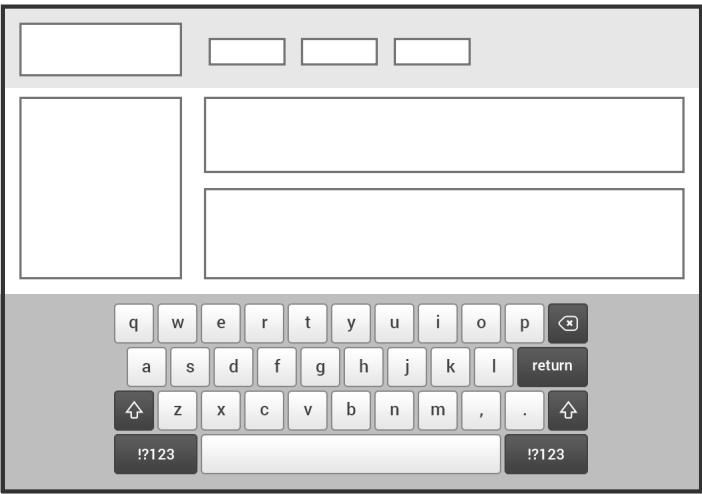 q w e r t y u i o p
a s d f g h j k l return
z x c v b n m , .
!?123 !?123